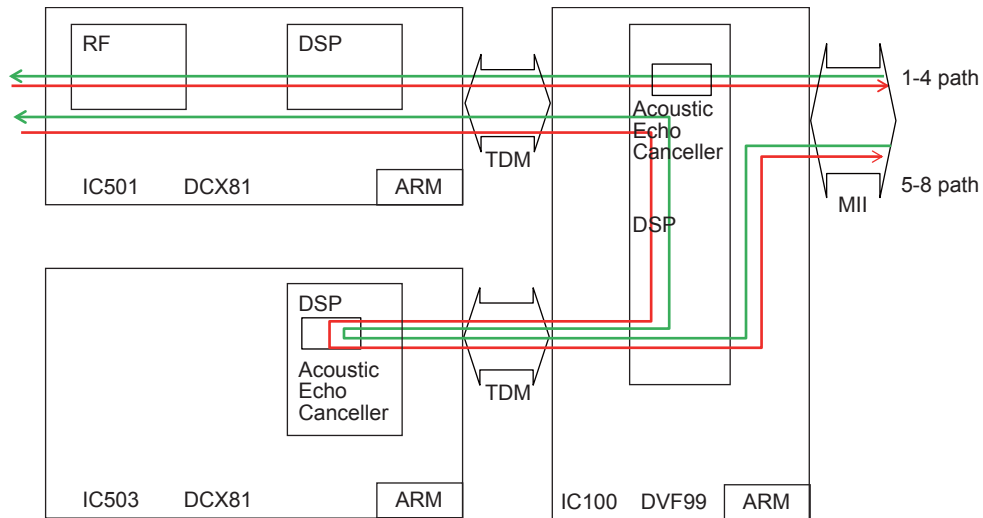 RF
DSP
1-4 path
Acoustic
Echo
Canceller
TDM
IC501 DCX81 ARM
5-8 path
MII
DSP
DSP
Acoustic
Echo
Canceller
TDM
IC503 DCX81 ARM
IC100 DVF99 ARM